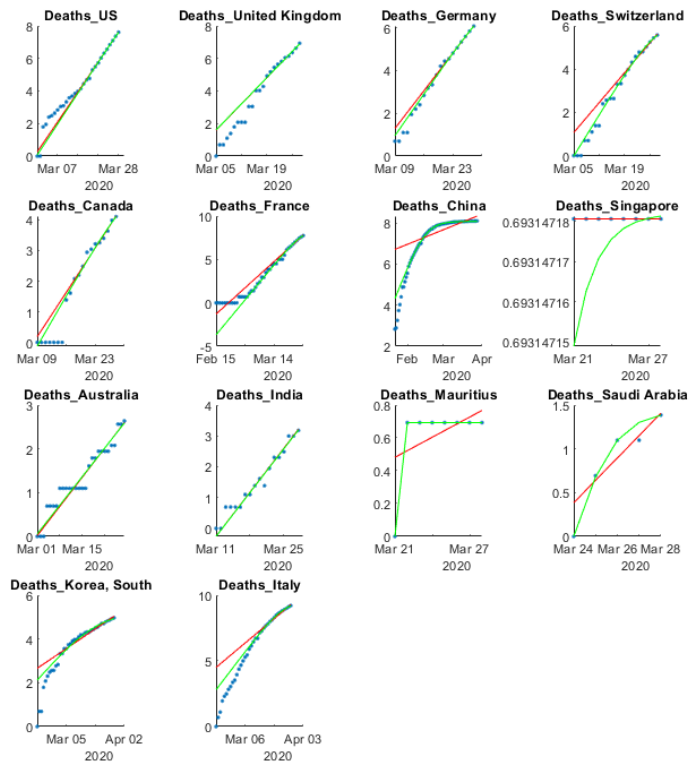 Deaths_US
8
6
4
2
0
Mar 07 Mar 28
2020
Deaths_United Kingdom
8
6
4
2
0
Mar 05 Mar 19
2020
Deaths_Germany
6
4
2
0
Mar 09 Mar 23
2020
Deaths_Switzerland
6
4
2
0
Mar 05 Mar 19
2020
Deaths_Canada
4
3
2
1
0
Mar 09 Mar 23
2020
Deaths_France
10
5
0
-5
Feb 15 Mar 14
2020
Deaths_China
8
6
4
2
Feb Mar Apr
2020
Deaths_Singapore
0.693114718
0.693147717
0.693147716
0.693147715
Mar 21 Mar 27
2020
Deaths_Australia
3
2
1
0
Mar 01 Mar 15
2020
Deaths_India
4
3
2
1
0
Mar 11 Mar 25
2020
Deaths_Mauritius
0.8
0.6
0.4
0.2
0
Mar 21 Mar 27
2020
Deaths_Saudi Arabia
1.5
1
0.5
0
Mar 24 Mar 26 Mar 28
2020
Deaths_Korea, South
6
4
2
0
Mar 05 Apr 02
2020
Deaths_Italy
10
5
0
Mar 06 Apr 03
2020